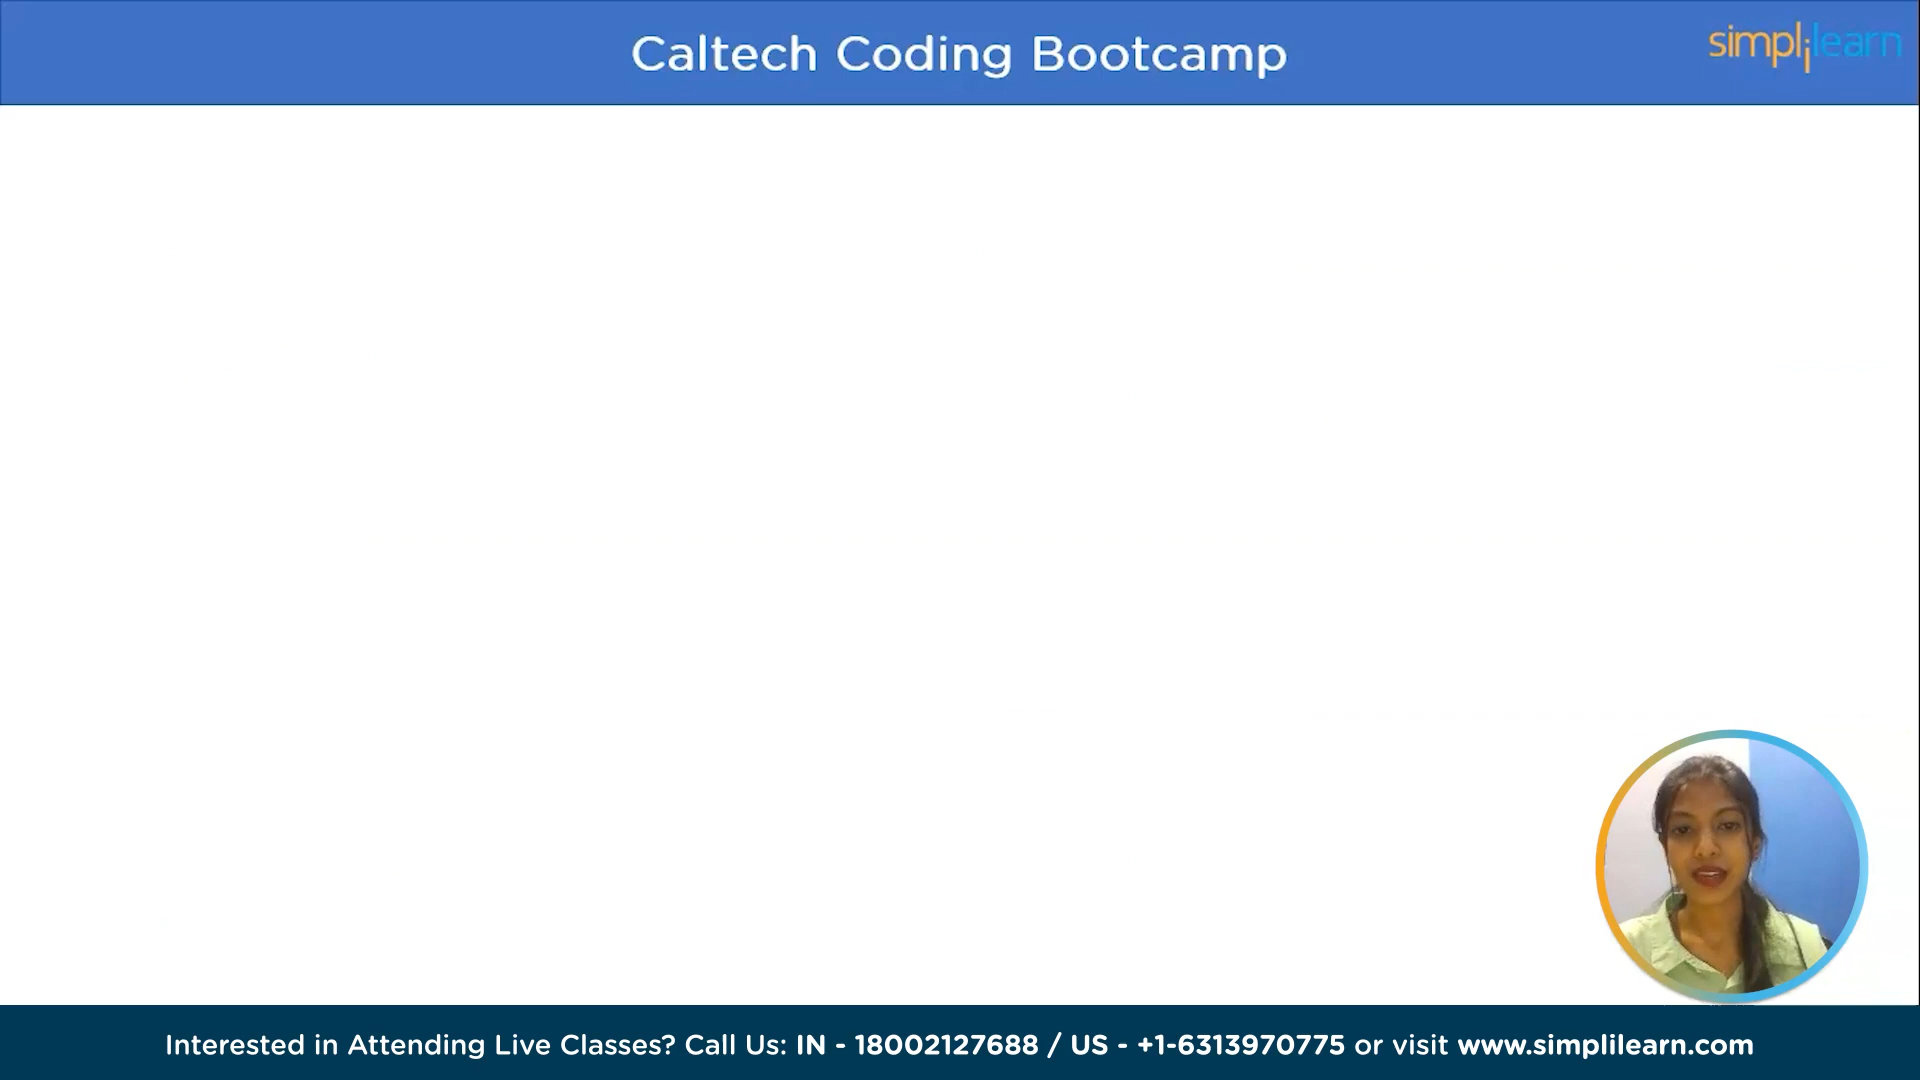 Caltech Coding Bootcamp
simplilearn
Interested in Attending Live Classes? Call Us: IN - 18002127688 / US - +1-6313970775 or visit www.simplilearn.com